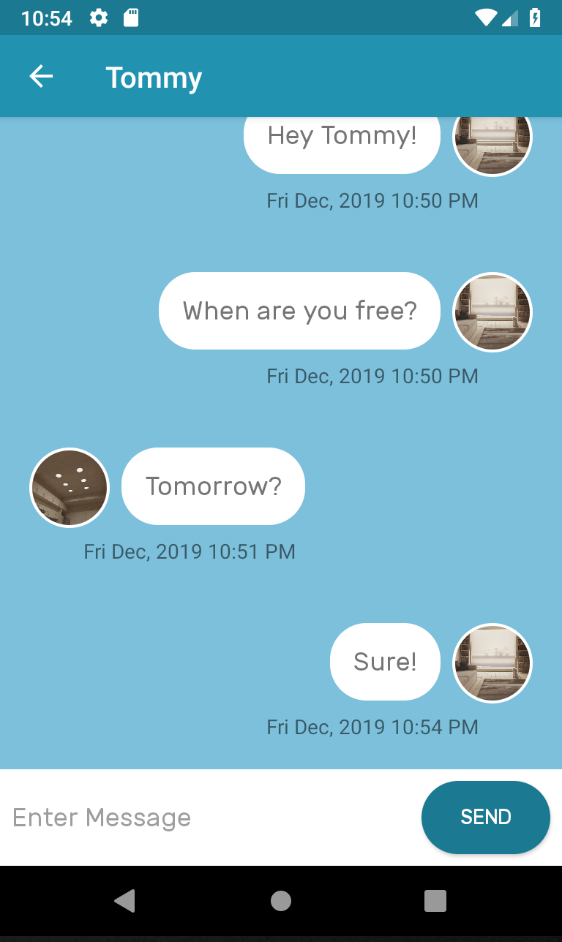 10:54
Tommy
Hey Tommy!
Fri Dec, 2019 10:50 PM
When are you free?
Fri Dec, 2019 10:50 PM
Tomorrow?
Fri Dec, 2019 10:51 PM
Sure!
Fri Dec, 2019 10:54 PM
Enter Message
SEND